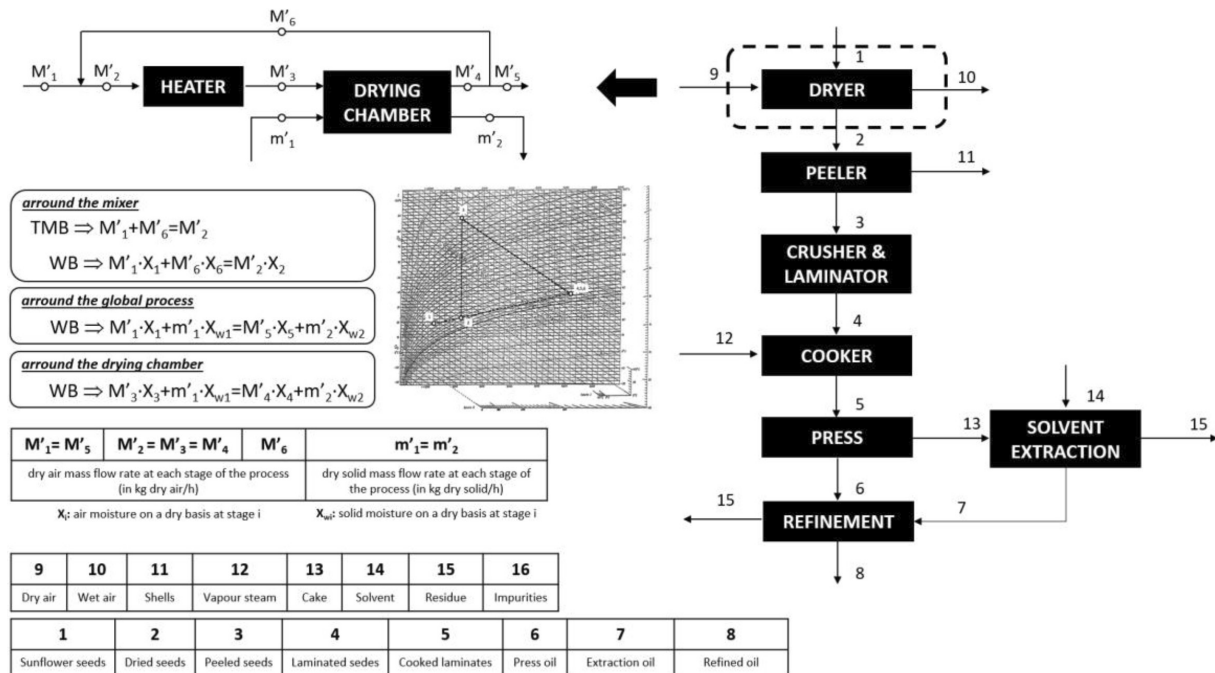 M'6
M'1
M'2
HEATER
M'3
DRYING
CHAMBER
M'4
M'5
m'1
m'2
1
9
DRYER
10
2
PEELER
11
3
CRUSHER &
LAMINATOR
4
12
COOKER
5
PRESS
13
14
SOLVENT
EXTRACTION
15
6
15
REFINEMENT
7
8
arround the mixer
TMB ⇒ M'1+M'6=M'2
WB ⇒ M'1·X1+M'6·X6=M'2·X2
arround the global process
WB ⇒ M'1·X1+m'1·Xw1=M'5·X5+m'2·Xw2
arround the drying chamber
WB ⇒ M'3·X3+m'1·Xw1=M'4·X4+m'2·Xw2
M'1= M'5 M'2 = M'3 = M'4 M'6 m'1= m'2
dry air mass flow rate at each stage of the process
(in kg dry air/h)
dry solid mass flow rate at each stage of
the process (in kg dry solid/h)
Xi: air moisture on a dry basis at stage i
Xwi: solid moisture on a dry basis at stage i
9 10 11 12 13 14 15 16
Dry air Wet air Shells Vapour steam Cake Solvent Residue Impurities
1 2 3 4 5 6 7 8
Sunflower seeds Dried seeds Peeled seeds Laminated sedes Cooked laminates Press oil Extraction oil Refined oil